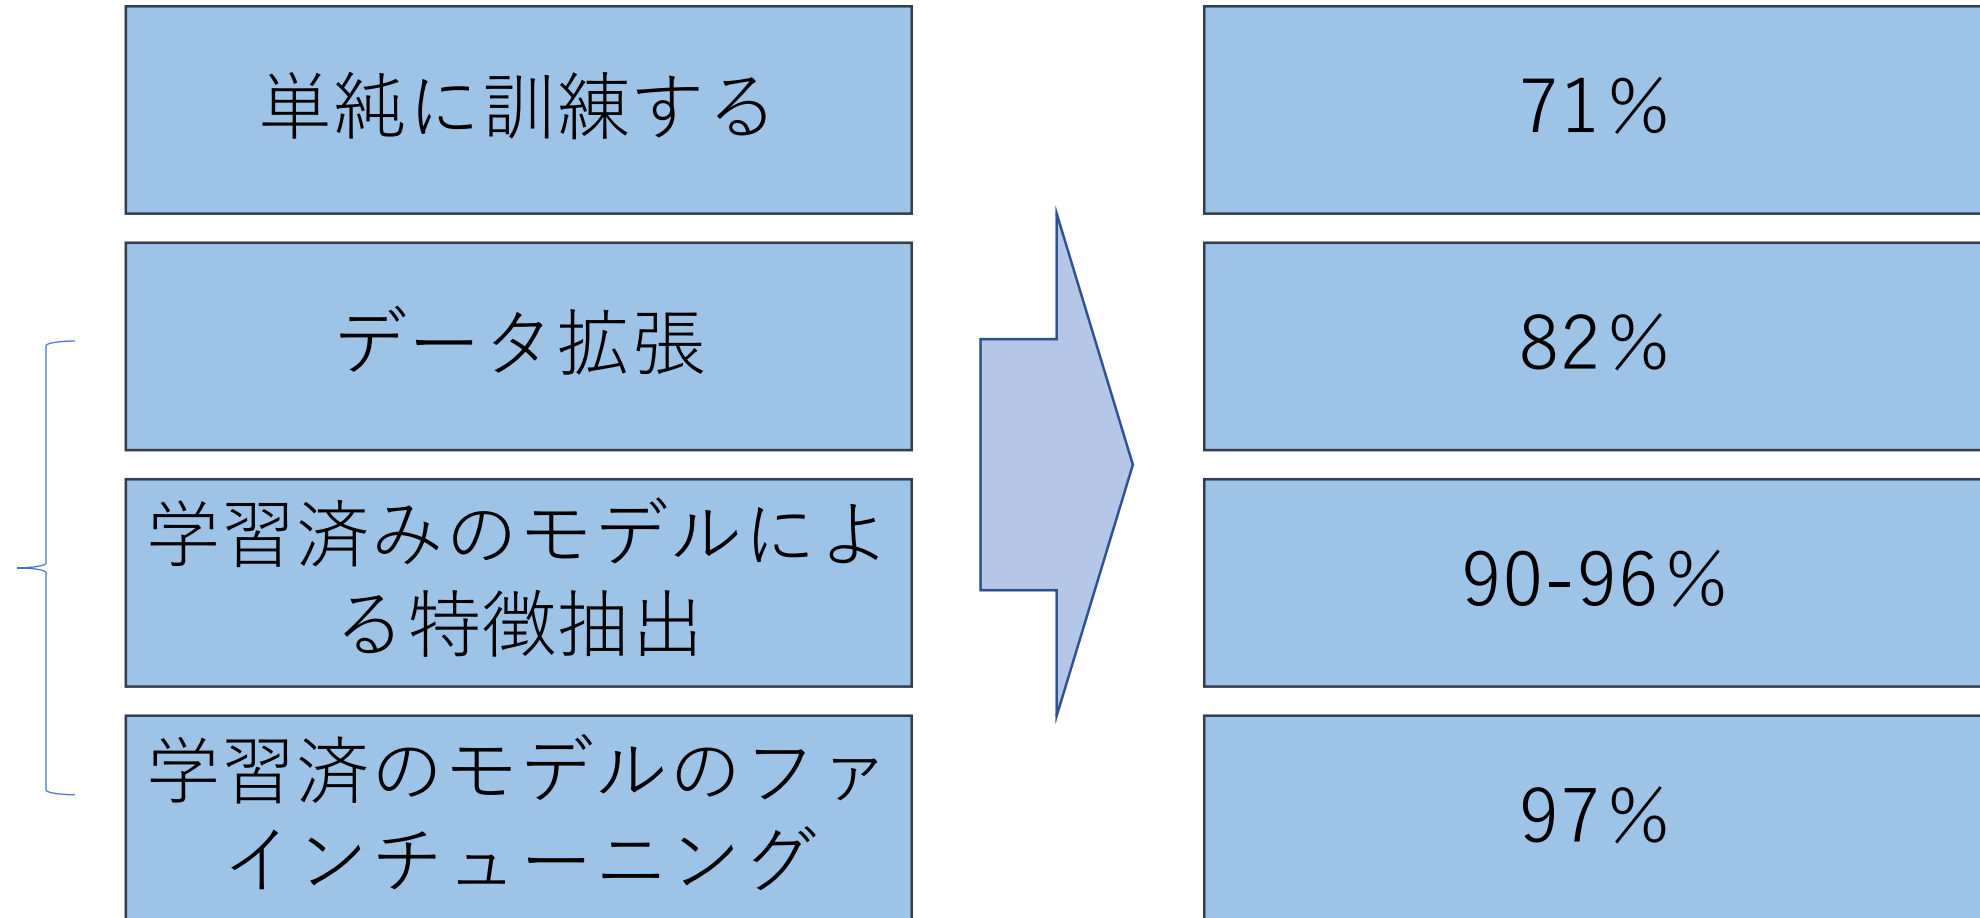 単純に訓練する
71%
データ拡張
82%
学習済みのモデルによ
る特徴抽出
90-96%
学習済のモデルのファ
インチューニング
97%